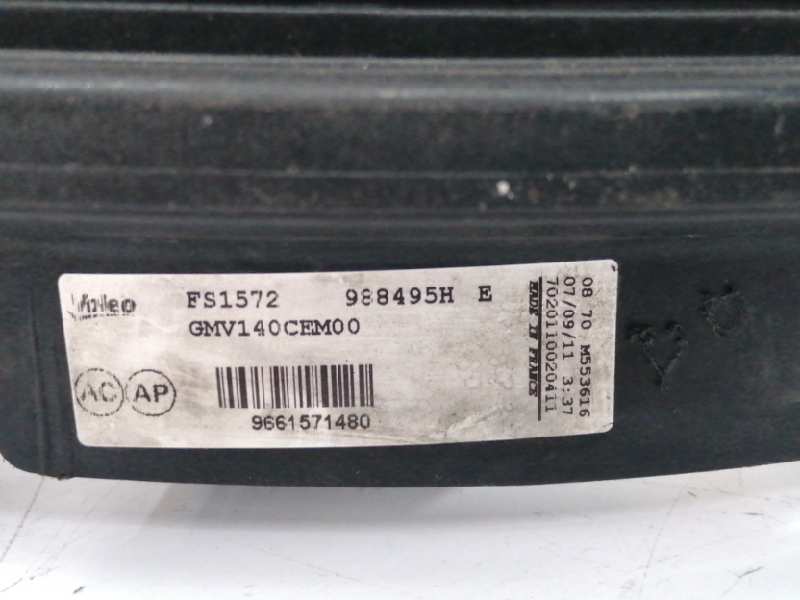 Valeo
FS1572 988495H E
GMV140CEM00
AC AP
9661571480
MADE IN FRANCE
7020110020411
07/09/11 3:37
08 70 M553616